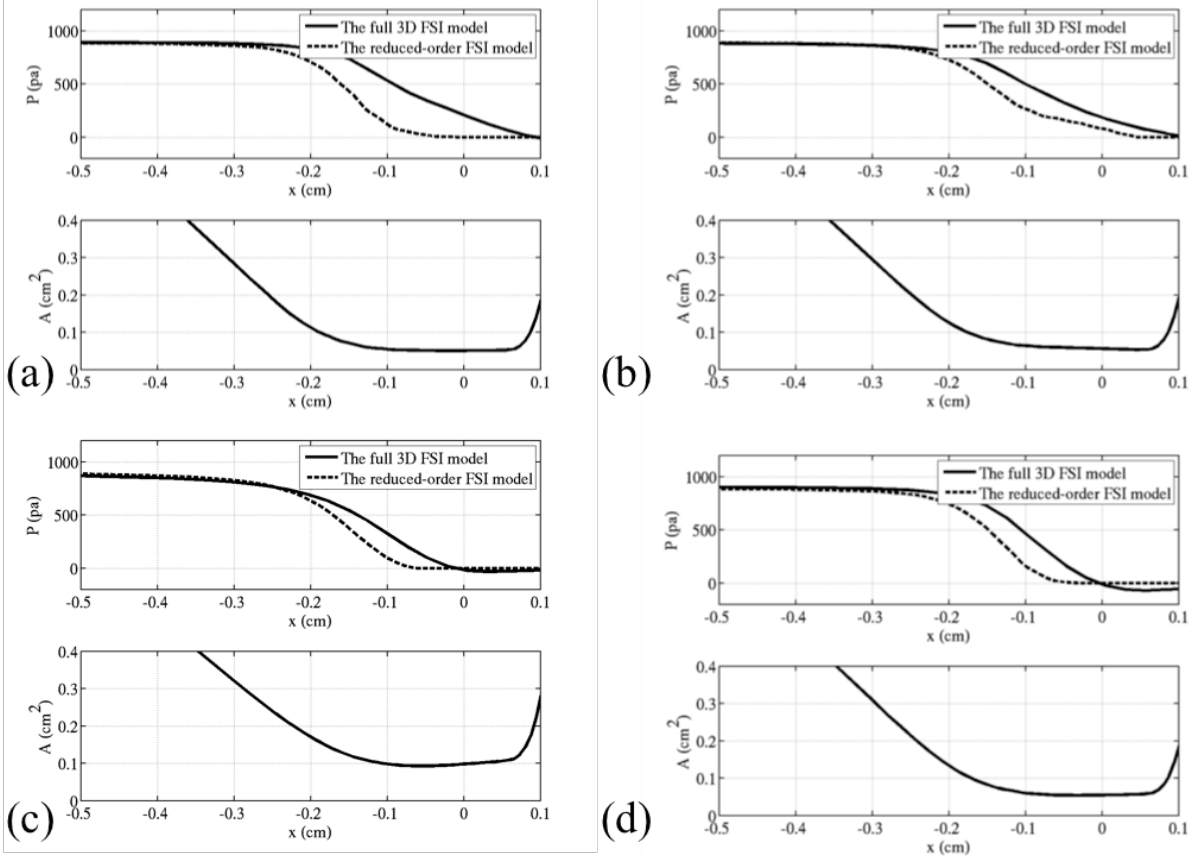 1000
500
0
P (pa)
The full 3D FSI model
The reduced-order FSI model
-0.5 -0.4 -0.3 -0.2 -0.1 0 0.1
x (cm)
0.4
0.3
0.2
0.1
0
A (cm2)
-0.5 -0.4 -0.3 -0.2 -0.1 0 0.1
x (cm)
(a)
1000
500
0
P (pa)
The full 3D FSI model
The reduced-order FSI model
-0.5 -0.4 -0.3 -0.2 -0.1 0 0.1
x (cm)
0.4
0.3
0.2
0.1
0
A (cm2)
-0.5 -0.4 -0.3 -0.2 -0.1 0 0.1
x (cm)
(b)
1000
500
0
P (pa)
The full 3D FSI model
The reduced-order FSI model
-0.5 -0.4 -0.3 -0.2 -0.1 0 0.1
x (cm)
0.4
0.3
0.2
0.1
0
A (cm2)
-0.5 -0.4 -0.3 -0.2 -0.1 0 0.1
x (cm)
(c)
1000
500
0
P (pa)
The full 3D FSI model
The reduced-order FSI model
-0.5 -0.4 -0.3 -0.2 -0.1 0 0.1
x (cm)
0.4
0.3
0.2
0.1
0
A (cm2)
-0.5 -0.4 -0.3 -0.2 -0.1 0 0.1
x (cm)
(d)